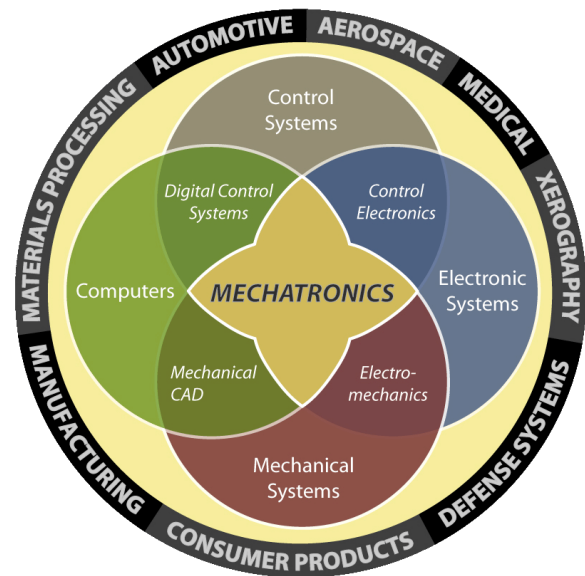 AUTOMOTIVE
AEROSPACE
MEDICAL
XEROGRAPHY
DEFENSE SYSTEMS
CONSUMER PRODUCTS
MANUFACTURING
MATERIALS PROCESSING
Control
Systems
Digital Control
Systems
Control
Electronics
Computers
MECHATRONICS
Electronic
Systems
Mechanical
CAD
Electro-
mechanics
Mechanical
Systems